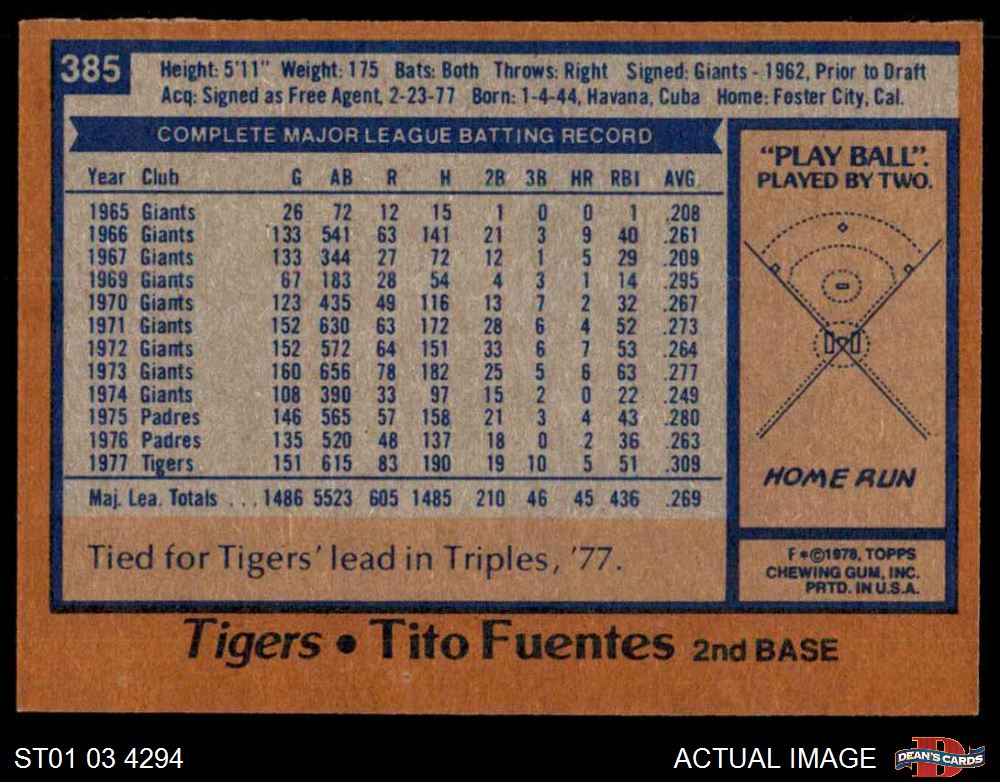 385
Height: 5'11" Weight: 175 Bats: Both Throws: Right Signed: Giants - 1962, Prior to Draft
Acq: Signed as Free Agent, 2-23-77 Born: 1-4-44, Havana, Cuba Home: Foster City, Cal.
COMPLETE MAJOR LEAGUE BATTING RECORD
Year Club G AB R H 2B 3B HR RBI AVG.
1965 Giants 26 72 12 15 1 0 0 1 .208
1966 Giants 133 541 63 141 21 3 9 40 .261
1967 Giants 133 344 27 72 12 1 5 29 .209
1969 Giants 67 183 28 54 4 3 1 14 .295
1970 Giants 123 435 49 116 13 7 2 32 .267
1971 Giants 152 630 63 172 28 6 4 52 .273
1972 Giants 152 572 64 151 33 6 7 53 .264
1973 Giants 160 656 78 182 25 5 6 63 .277
1974 Giants 108 390 33 97 15 2 0 22 .249
1975 Padres 146 565 57 158 21 3 4 43 .280
1976 Padres 135 520 48 137 18 0 2 36 .263
1977 Tigers 151 615 83 190 19 10 5 51 .309
Maj. Lea. Totals ... 1486 5523 605 1485 210 46 45 436 .269
Tied for Tigers' lead in Triples, '77.
"PLAY BALL".
PLAYED BY TWO.
HOME RUN
F *©1978, TOPPS
CHEWING GUM, INC.
PRTD. IN U.S.A.
Tigers • Tito Fuentes 2nd BASE
ST01 03 4294
ACTUAL IMAGE
D
DEAN'S CARDS